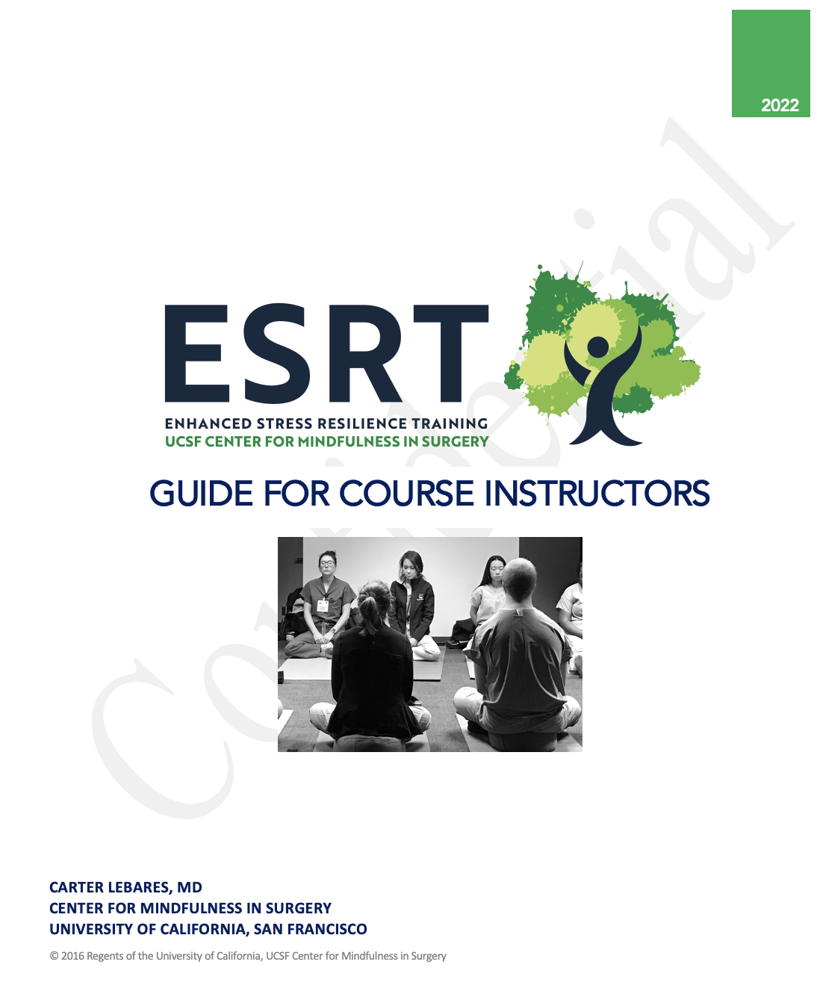 2022
Confidential
ESRT
ENHANCED STRESS RESILIENCE TRAINING
UCSF CENTER FOR MINDFULNESS IN SURGERY
GUIDE FOR COURSE INSTRUCTORS
CARTER LEBARES, MD
CENTER FOR MINDFULNESS IN SURGERY
UNIVERSITY OF CALIFORNIA, SAN FRANCISCO
© 2016 Regents of the University of California, UCSF Center for Mindfulness in Surgery